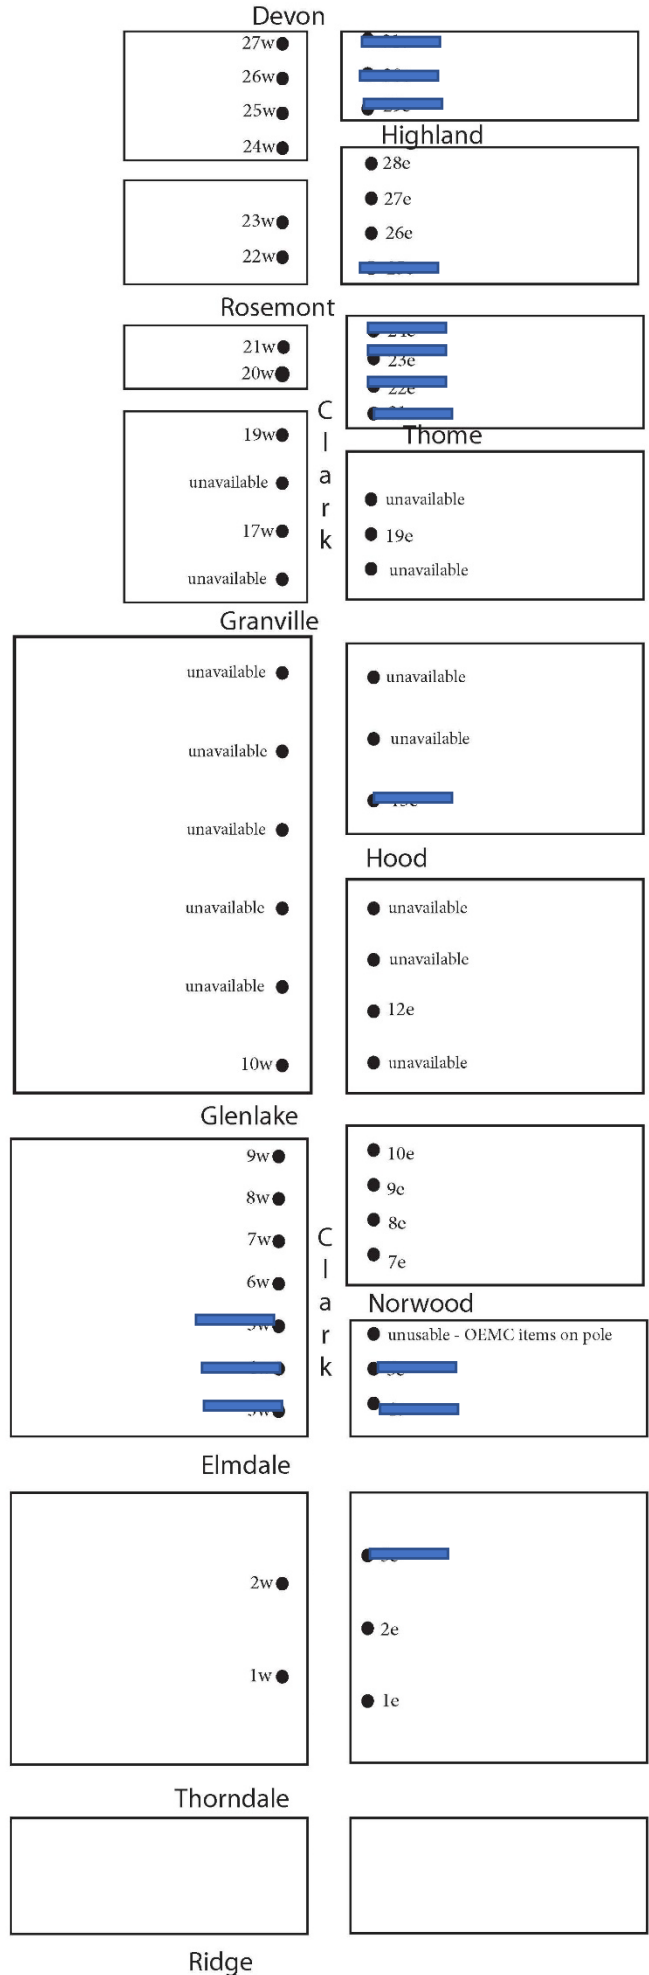 Devon
27w
26w
25w
24w
Highland
28e
27e
26e
23w
22w
Rosemont
21w
20w
23e
22e
Clark
Thome
19w
unavailable
17w
unavailable
unavailable
19e
unavailable
Granville
unavailable
unavailable
unavailable
unavailable
unavailable
10w
unavailable
unavailable
Hood
unavailable
unavailable
12e
unavailable
Glenlake
9w
8w
7w
6w
10e
9e
8e
7e
Clark
Norwood
unusable - OEMC items on pole
Elmdale
2w
1w
2e
1e
Thorndale
Ridge